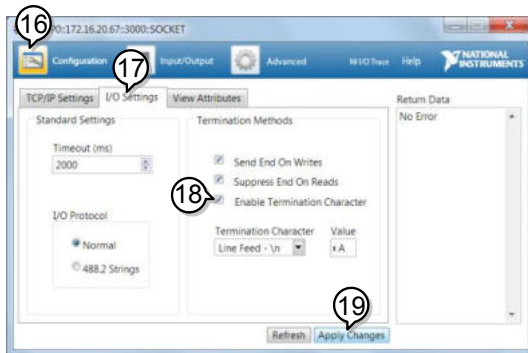 16
0::172.16.20.67::3000::SOCKET
Configuration
17
Input/Output
Advanced
NI I/O Trace
Help
NATIONAL
INSTRUMENTS
TCP/IP Settings
I/O Settings
View Attributes
Return Data
Standard Settings
Termination Methods
No Error
Timeout (ms)
2000
Send End On Writes
Suppress End On Reads
18
Enable Termination Character
I/O Protocol
Termination Character
Value
Normal
Line Feed - \n
xA
488.2 Strings
19
Refresh
Apply Changes